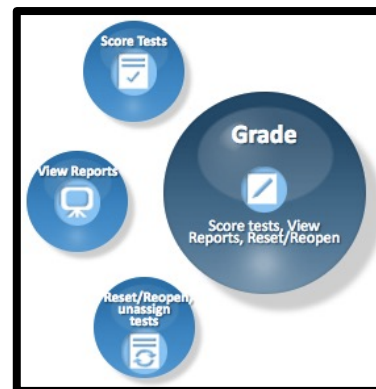 Score Tests
Grade
View Reports
Score tests, View
Reports, Reset/Reopen
Reset/Reopen,
unassign
tests